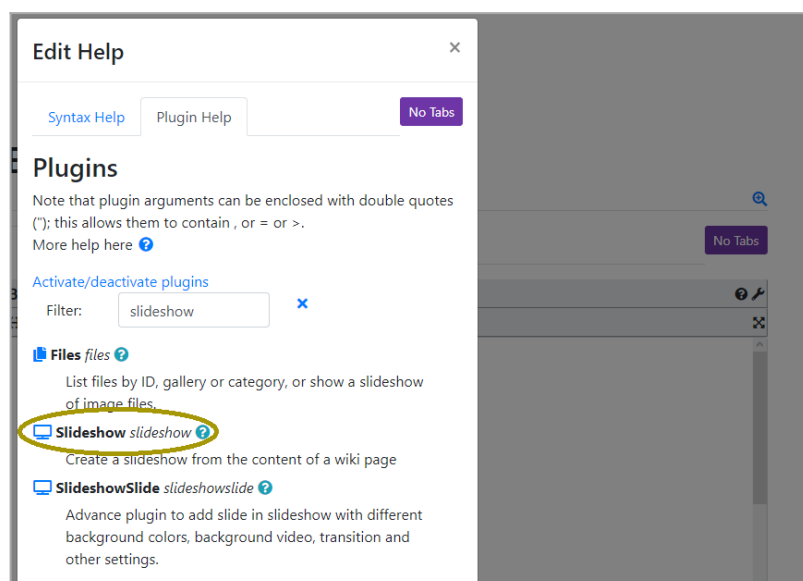 Edit Help
×
Syntax Help
Plugin Help
No Tabs
Plugins
Note that plugin arguments can be enclosed with double quotes
("); this allows them to contain , or = or >.
More help here
Activate/deactivate plugins
Filter:
slideshow
Files files
List files by ID, gallery or category, or show a slideshow
of image files.
Slideshow slideshow
Create a slideshow from the content of a wiki page
SlideshowSlide slideshowslide
Advance plugin to add slide in slideshow with different
background colors, background video, transition and
other settings.
No Tabs